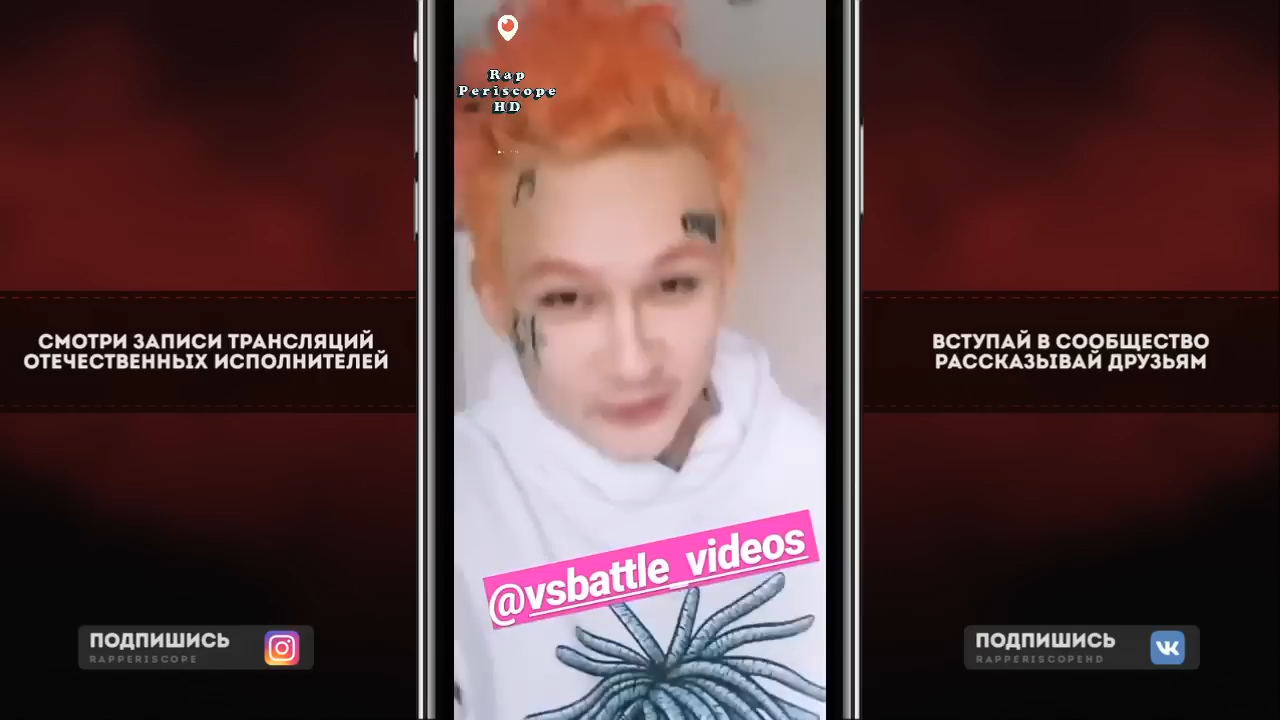 Rap
Periscope
HD
СМОТРИ ЗАПИСИ ТРАНСЛЯЦИЙ
ОТЕЧЕСТВЕННЫХ ИСПОЛНИТЕЛЕЙ
ВСТУПАЙ В СООБЩЕСТВО
РАССКАЗЫВАЙ ДРУЗЬЯМ
@vsbattle_videos
ПОДПИШИСЬ
RAPPERISCOPE
ПОДПИШИСЬ
RAPPERISCOPEHD